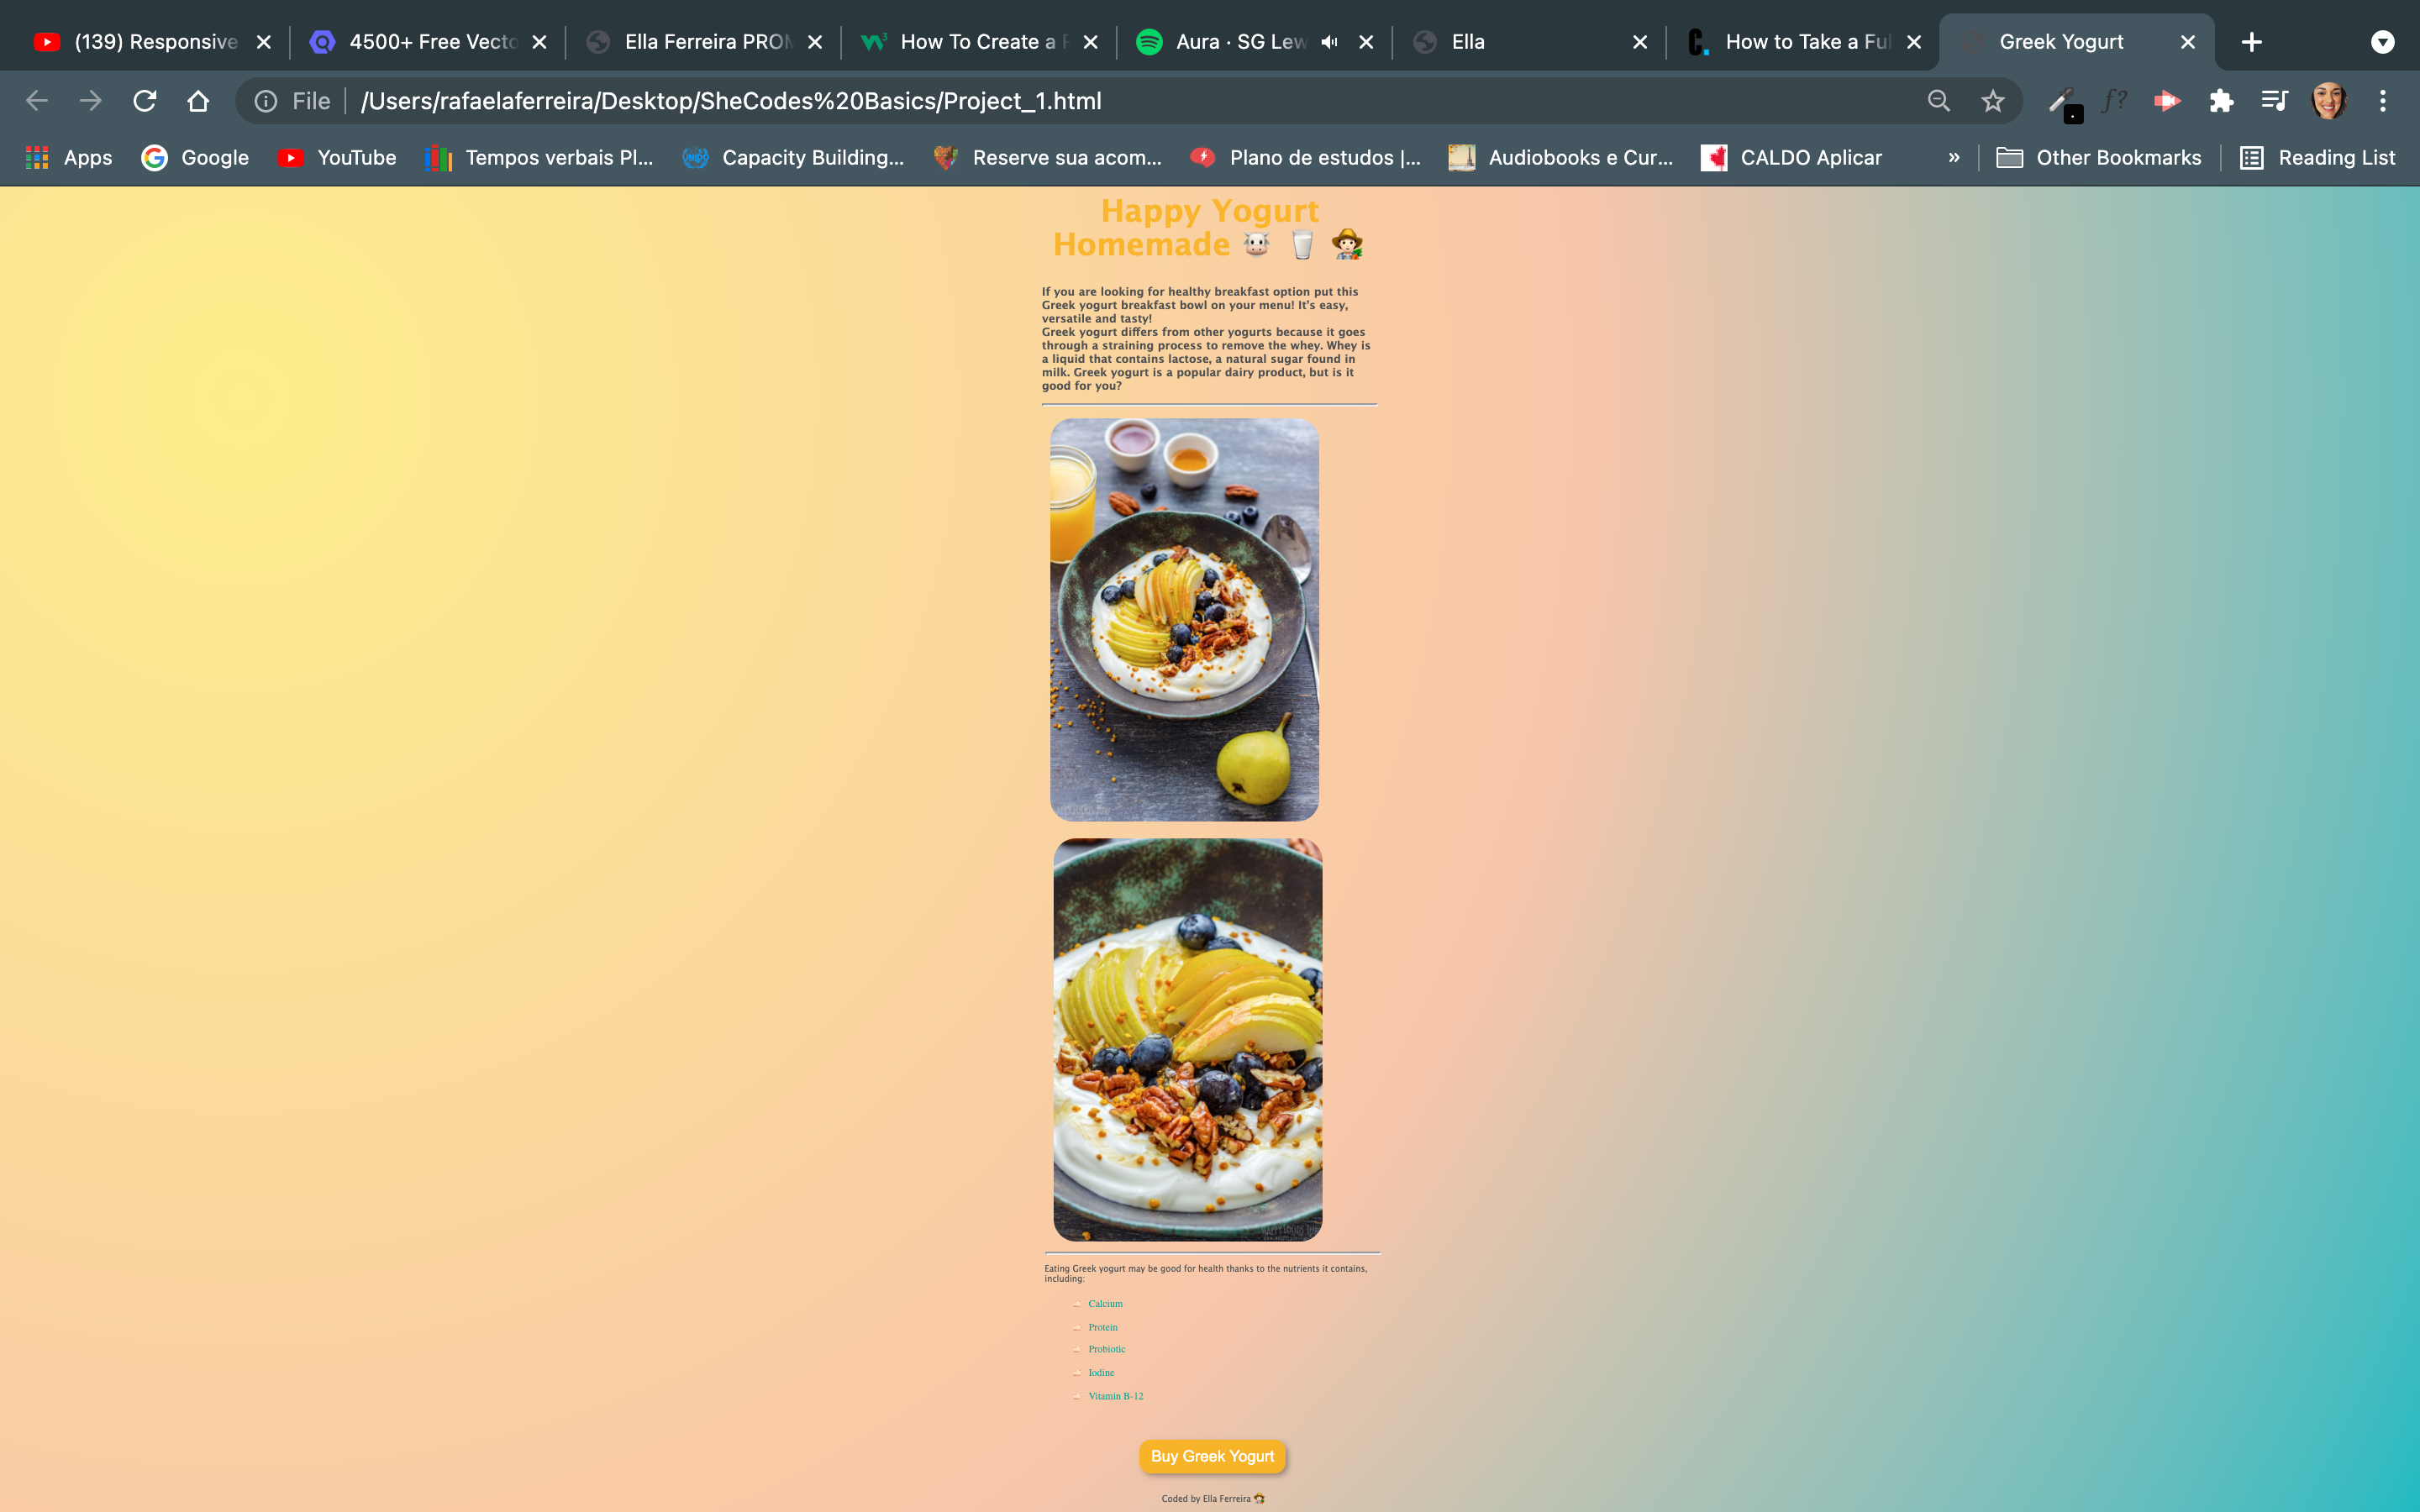 (139) Responsive
4500+ Free Vecto
Ella Ferreira PROM
How To Create a F
Aura · SG Lew
Ella
How to Take a Ful
Greek Yogurt
File
/Users/rafaelaferreira/Desktop/SheCodes%20Basics/Project_1.html
f?
Apps
Google
YouTube
Tempos verbais Pl...
Capacity Building...
Reserve sua acom...
Plano de estudos |...
Audiobooks e Cur...
CALDO Aplicar
»
Other Bookmarks
Reading List
Happy Yogurt
Homemade 🐮 🥛 🧑🏻‍🌾
If you are looking for healthy breakfast option put this
Greek yogurt breakfast bowl on your menu! It's easy,
versatile and tasty!
Greek yogurt differs from other yogurts because it goes
through a straining process to remove the whey. Whey is
a liquid that contains lactose, a natural sugar found in
milk. Greek yogurt is a popular dairy product, but is it
good for you?
Eating Greek yogurt may be good for health thanks to the nutrients it contains,
including:
Calcium
Protein
Probiotic
Iodine
Vitamin B-12
Buy Greek Yogurt
Coded by Ella Ferreira 🧑🏻‍🌾